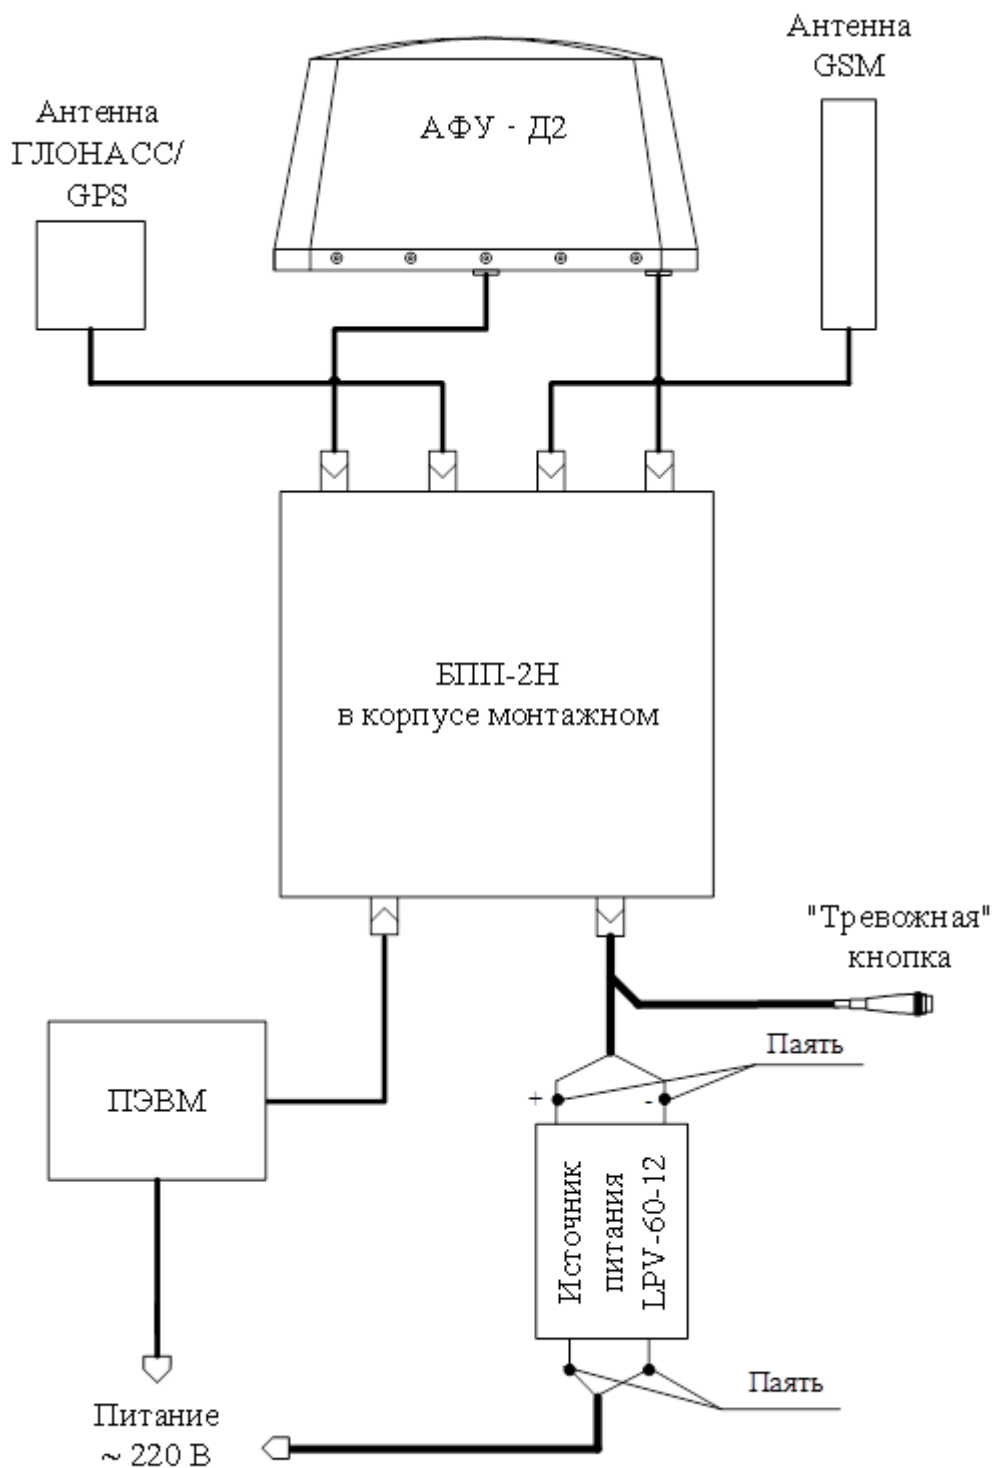 Антенна
GSM
Антенна
ГЛОНАСС/
GPS
АФУ - Д2
БПП-2Н
в корпусе монтажном
"Тревожная"
кнопка
Паять
+
-
ПЭВМ
Источник
питания
LPV-60-12
Паять
Питание
~ 220 В